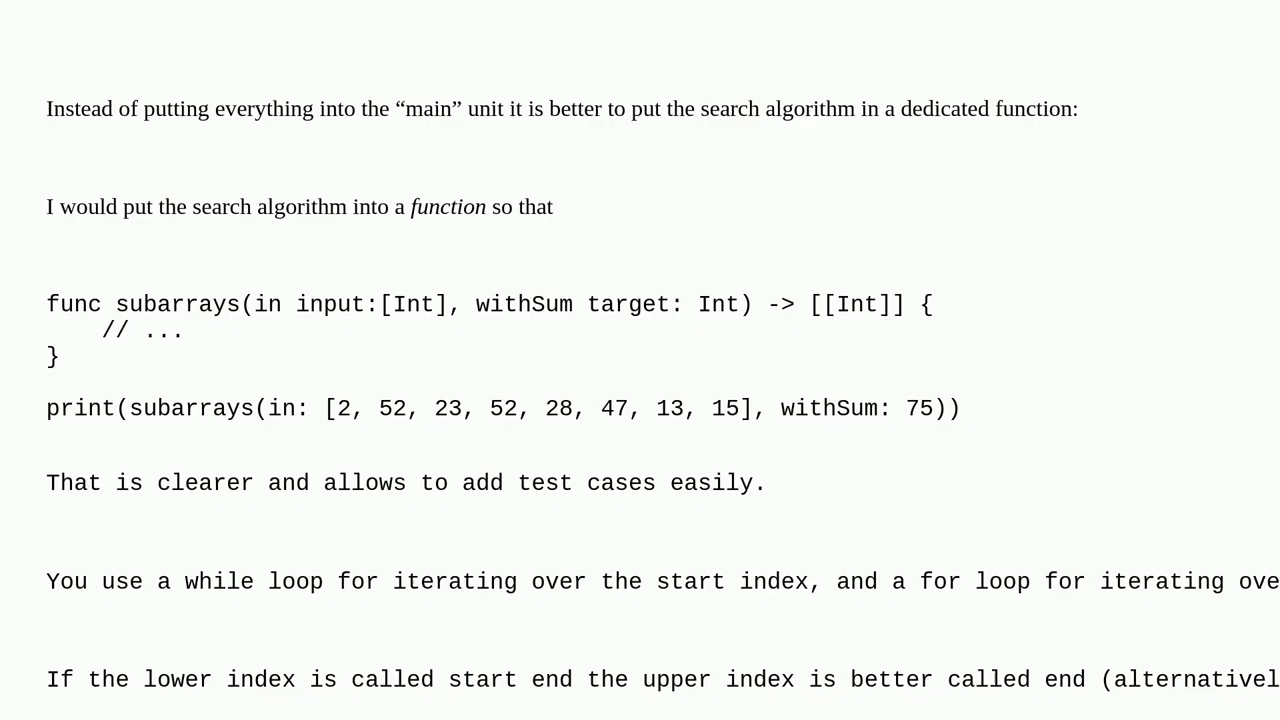 Instead of putting everything into the “main” unit it is better to put the search algorithm in a dedicated function:
I would put the search algorithm into a function so that
func subarrays(in input:[Int], withSum target: Int) -> [[Int]] {
    // ...
}
print(subarrays(in: [2, 52, 23, 52, 28, 47, 13, 15], withSum: 75))
That is clearer and allows to add test cases easily.
You use a while loop for iterating over the start index, and a for loop for iterating
If the lower index is called start end the upper index is better called end